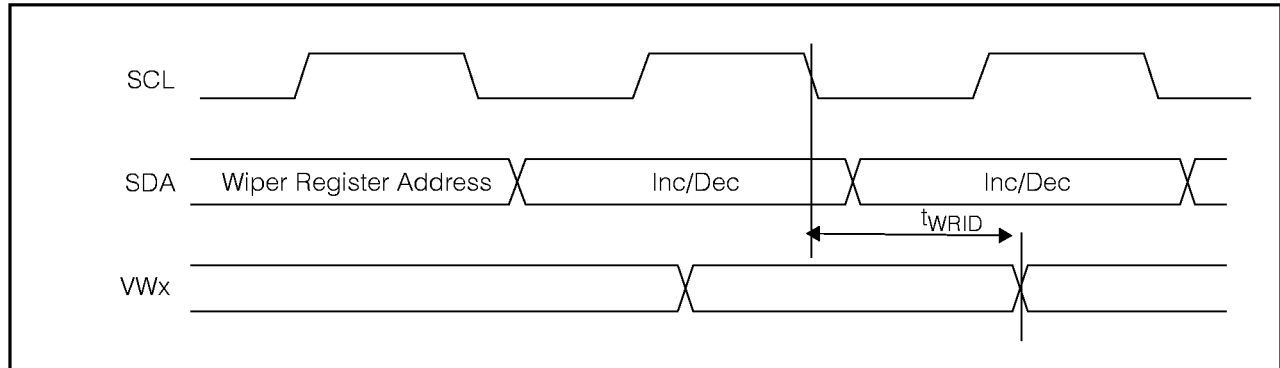 SCL
SDA
Wiper Register Address
Inc/Dec
Inc/Dec
tWRID
VWx